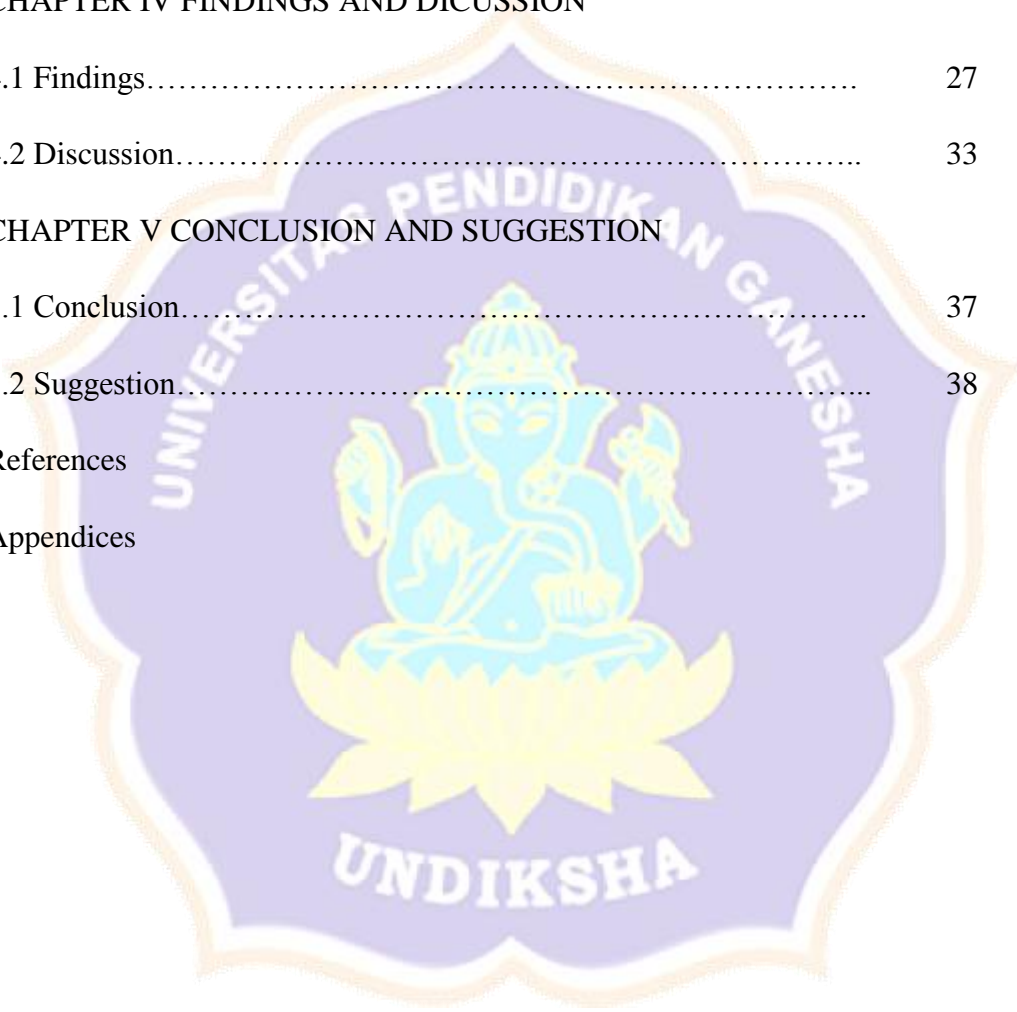 CHAPTER IV FINDINGS AND DICUSSION
.1 Findings…………………………………………………………. 27
.2 Discussion……………………………………………………….. 33
CHAPTER V CONCLUSION AND SUGGESTION
.1 Conclusion……………………………………………………….. 37
.2 Suggestion………………………………………………………... 38
References
Appendices
UNIVERSITAS PENDIDIKAN GANESHA
UNDIKSHA